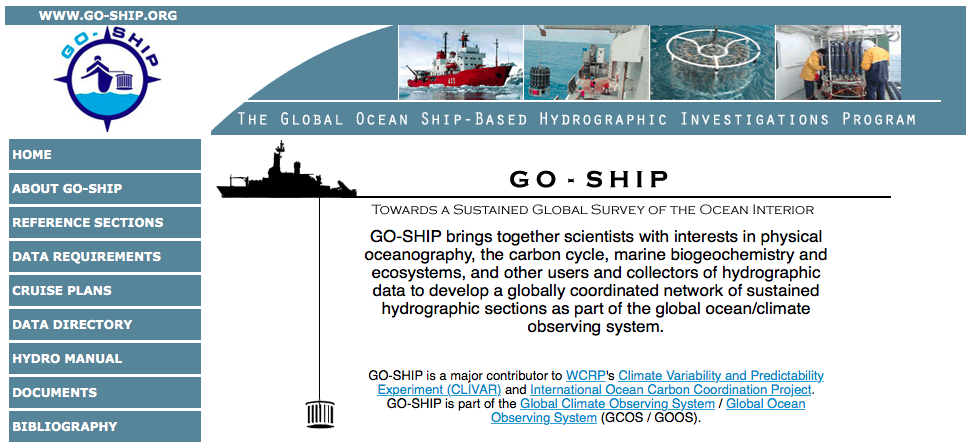 WWW.GO-SHIP.ORG
GO-SHIP
The Global Ocean Ship-Based Hydrographic Investigations Program
HOME
ABOUT GO-SHIP
REFERENCE SECTIONS
DATA REQUIREMENTS
CRUISE PLANS
DATA DIRECTORY
HYDRO MANUAL
DOCUMENTS
BIBLIOGRAPHY
GO - SHIP
Towards a Sustained Global Survey of the Ocean Interior
GO-SHIP brings together scientists with interests in physical
oceanography, the carbon cycle, marine biogeochemistry and
ecosystems, and other users and collectors of hydrographic
data to develop a globally coordinated network of sustained
hydrographic sections as part of the global ocean/climate
observing system.
GO-SHIP is a major contributor to WCRP's Climate Variability and Predictability
Experiment (CLIVAR) and International Ocean Carbon Coordination Project.
GO-SHIP is part of the Global Climate Observing System / Global Ocean
Observing System (GCOS / GOOS).